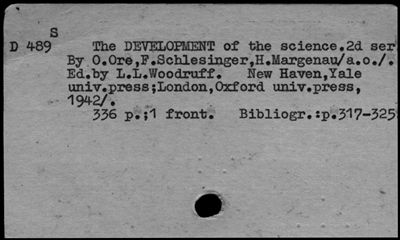 S
D 489 The DEVELOPMENT of the science.2d ser
By O.Ore,F.Schlesinger,H.Margenau/a.o./.
Ed.by L.L.Woodruff. New Haven,Yale
univ.press;London,Oxford univ.press,
1942/.
336 p.;1 front. Bibliogr.:p.317-325